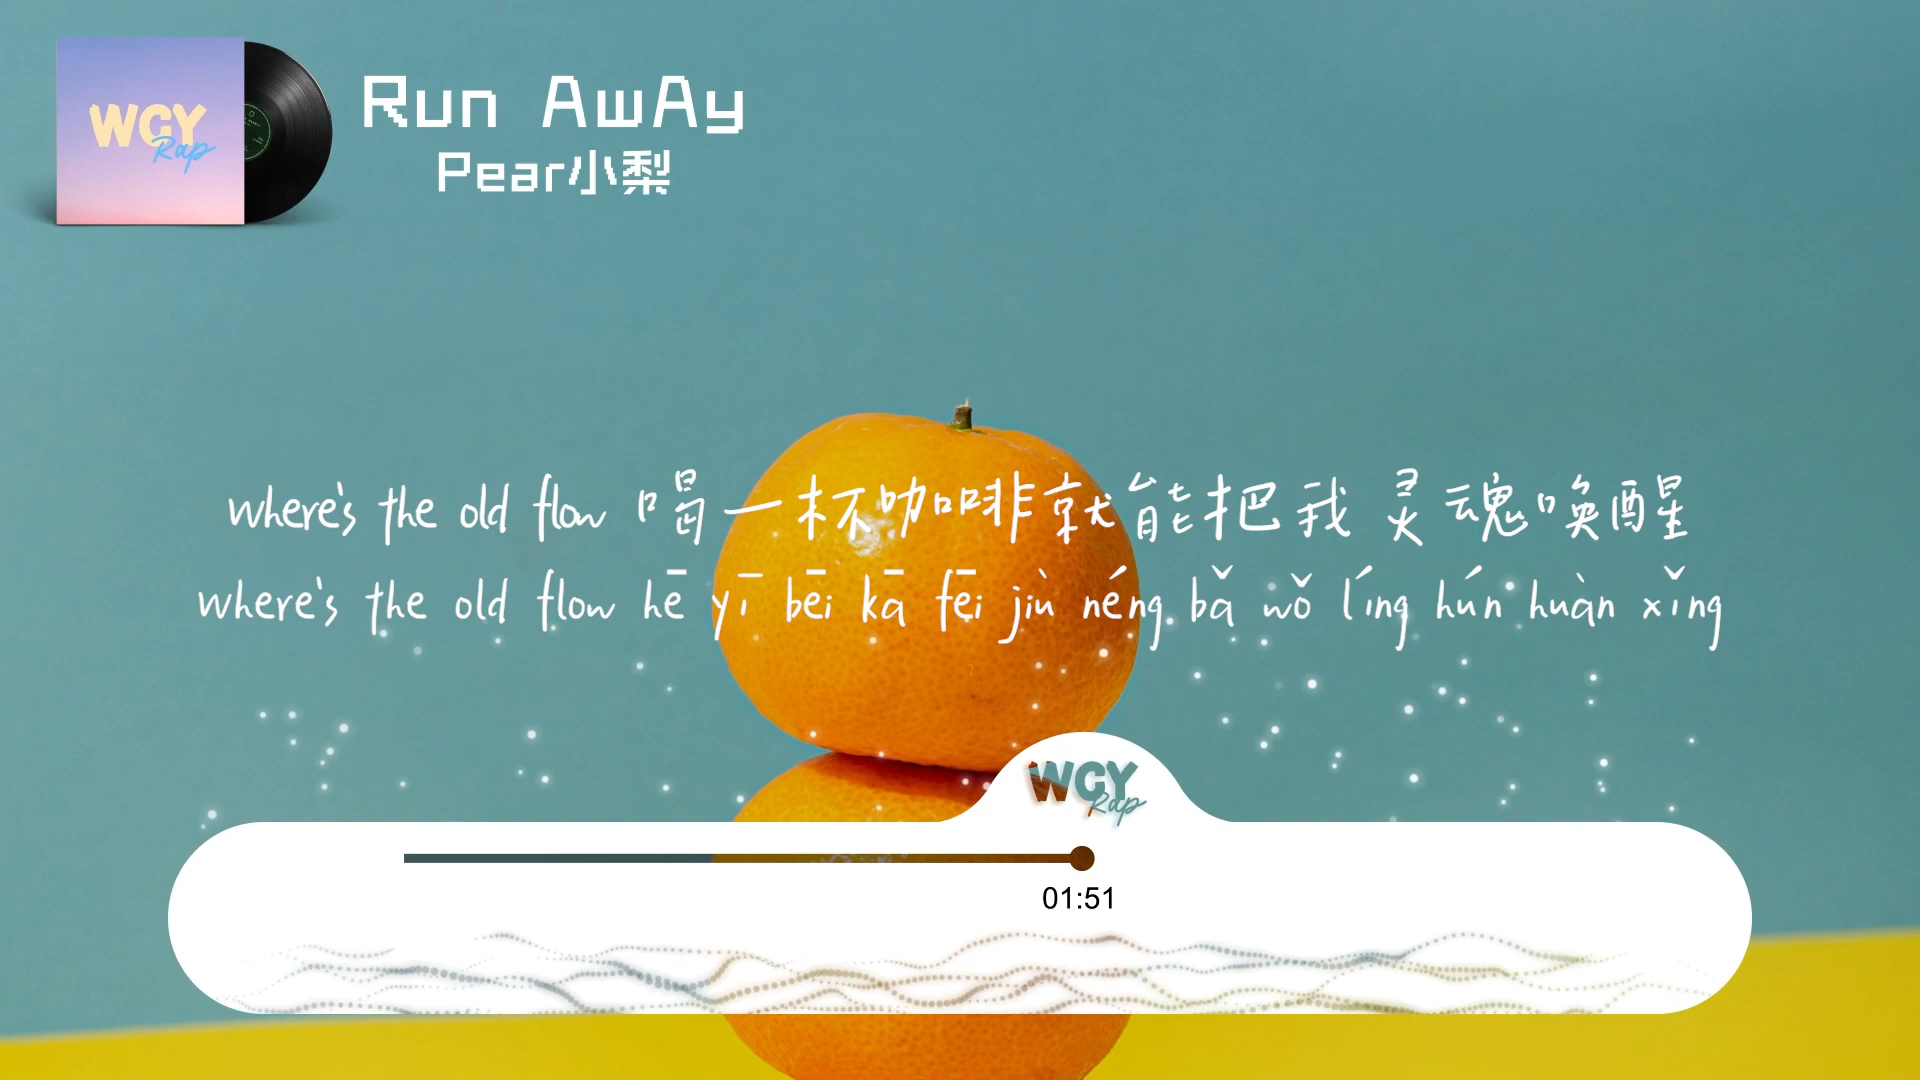 WCY
Rap
Run AwAy
Pear小梨
where's the old flow 喝一杯咖啡就能把我灵魂唤醒
where's the old flow hē yī bēi kā fēi jiù néng bǎ wǒ líng hún huàn xǐng
WCY
Rap
01:51